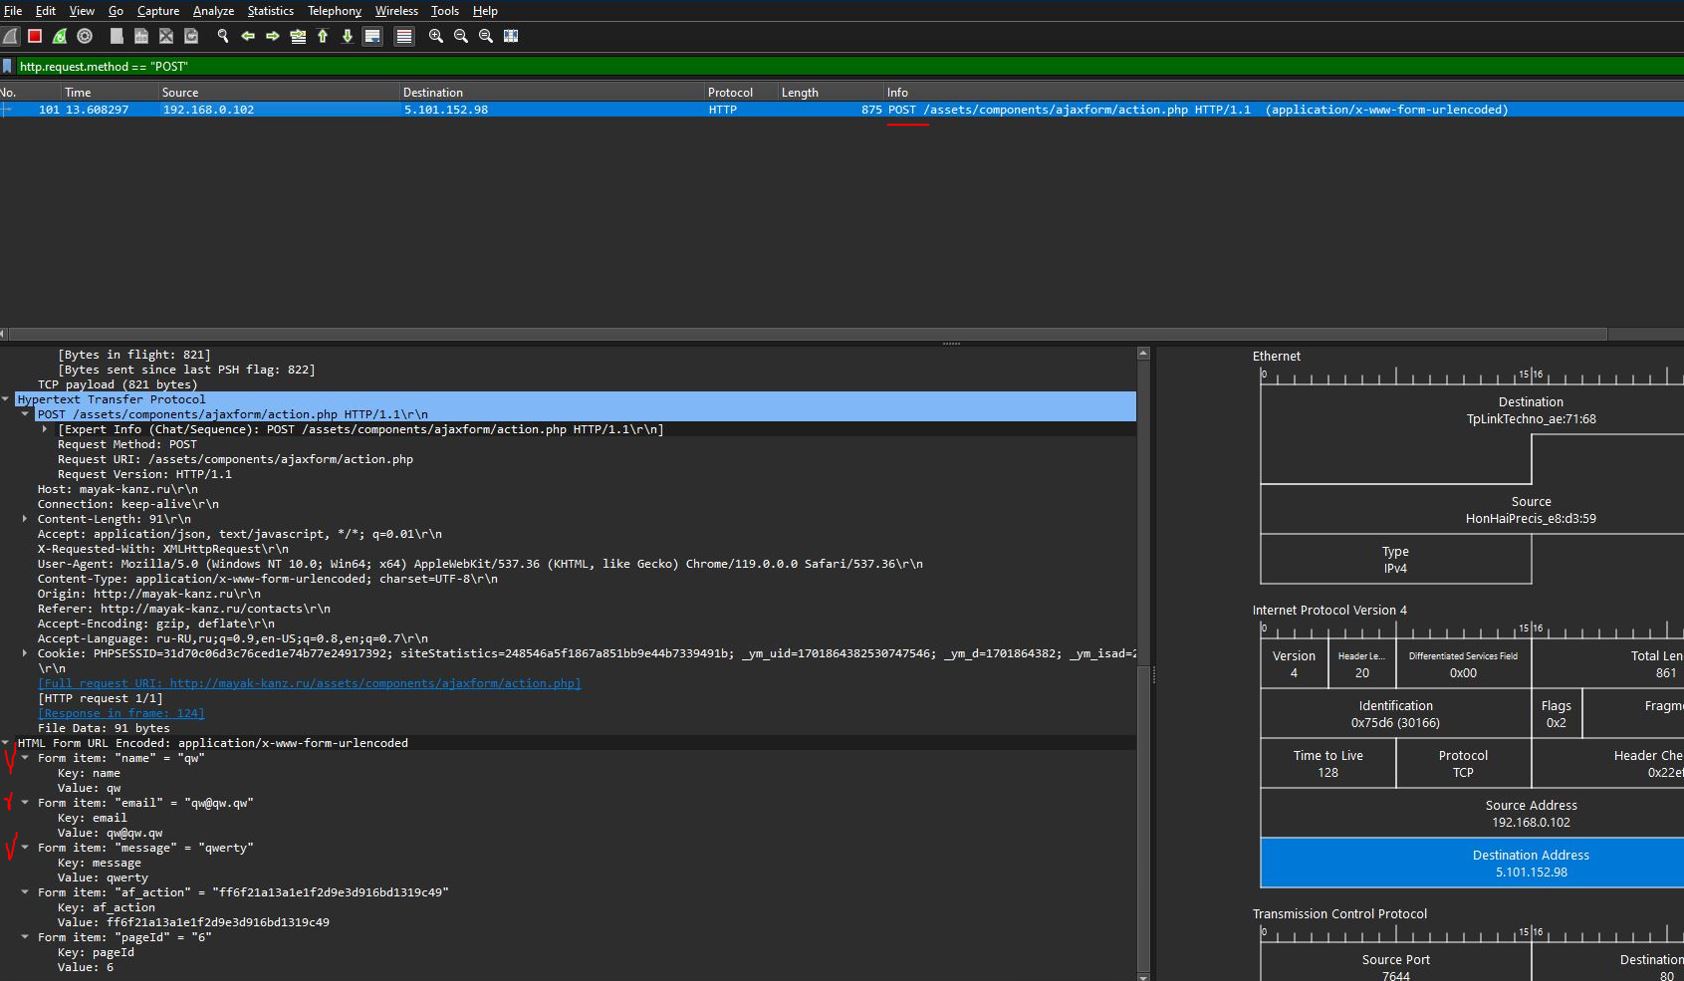 File Edit View Go Capture Analyze Statistics Telephony Wireless Tools Help
http.request.method == "POST"
No. Time Source Destination Protocol Length Info
101 13.608297 192.168.0.102 5.101.152.98 HTTP 875 POST /assets/components/ajaxform/action.php HTTP/1.1 (application/x-www-form-urlencoded)
[Bytes in flight: 821]
[Bytes sent since last PSH flag: 822]
TCP payload (821 bytes)
Hypertext Transfer Protocol
POST /assets/components/ajaxform/action.php HTTP/1.1\r\n
[Expert Info (Chat/Sequence): POST /assets/components/ajaxform/action.php HTTP/1.1\r\n]
Request Method: POST
Request URI: /assets/components/ajaxform/action.php
Request Version: HTTP/1.1
Host: mayak-kanz.ru\r\n
Connection: keep-alive\r\n
Content-Length: 91\r\n
Accept: application/json, text/javascript, */*; q=0.01\r\n
X-Requested-With: XMLHttpRequest\r\n
User-Agent: Mozilla/5.0 (Windows NT 10.0; Win64; x64) AppleWebKit/537.36 (KHTML, like Gecko) Chrome/119.0.0.0 Safari/537.36\r\n
Content-Type: application/x-www-form-urlencoded; charset=UTF-8\r\n
Origin: http://mayak-kanz.ru\r\n
Referer: http://mayak-kanz.ru/contacts\r\n
Accept-Encoding: gzip, deflate\r\n
Accept-Language: ru-RU,ru;q=0.9,en-US;q=0.8,en;q=0.7\r\n
Cookie: PHPSESSID=31d70c06d3c76ced1e74b77e24917392; siteStatistics=248546a5f1867a851bb9e44b7339491b; _ym_uid=1701864382530747546; _ym_d=1701864382; _ym_isad=2
\r\n
[Full request URI: http://mayak-kanz.ru/assets/components/ajaxform/action.php]
[HTTP request 1/1]
[Response in frame: 124]
File Data: 91 bytes
HTML Form URL Encoded: application/x-www-form-urlencoded
Form item: "name" = "qw"
Key: name
Value: qw
Form item: "email" = "qw@qw.qw"
Key: email
Value: qw@qw.qw
Form item: "message" = "qwerty"
Key: message
Value: qwerty
Form item: "af_action" = "ff6f21a13a1e1f2d9e3d916bd1319c49"
Key: af_action
Value: ff6f21a13a1e1f2d9e3d916bd1319c49
Form item: "pageId" = "6"
Key: pageId
Value: 6
Ethernet
0 15 16
Destination
TpLinkTechno_ae:71:68
Source
HonHaiPrecis_e8:d3:59
Type
IPv4
Internet Protocol Version 4
0 15 16
Version Header Le... Differentiated Services Field Total Len
4 20 0x00 861
Identification Flags Fragm
0x75d6 (30166) 0x2
Time to Live Protocol Header Che
128 TCP 0x22ef
Source Address
192.168.0.102
Destination Address
5.101.152.98
Transmission Control Protocol
0 15 16
Source Port Destination
7644 80